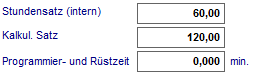 Stundensatz (intern) 60,00
Kalkul. Satz 120,00
Programmier- und Rüstzeit 0,000 min.